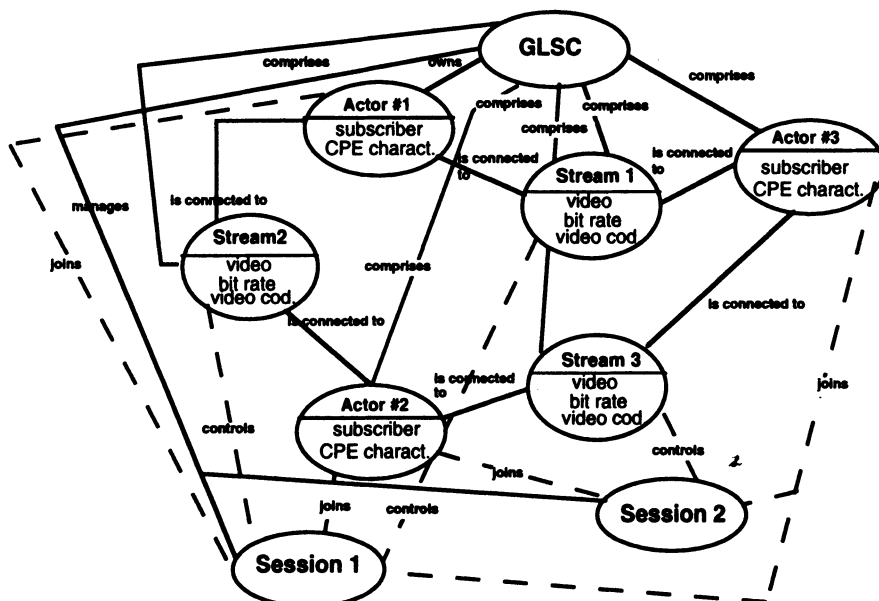 GLSC
comprises
owns
comprises
Actor #1
subscriber
CPE charact.
comprises
comprises
comprises
Actor #3
subscriber
CPE charact.
is connected
to
is connected
to
Stream 1
video
bit rate
video cod
manages
is connected to
Stream2
video
bit rate
video cod.
joins
comprises
is connected to
is connected to
Stream 3
video
bit rate
video cod
is connected
to
joins
Actor #2
subscriber
CPE charact.
controls
controls
joins
joins
controls
Session 2
Session 1